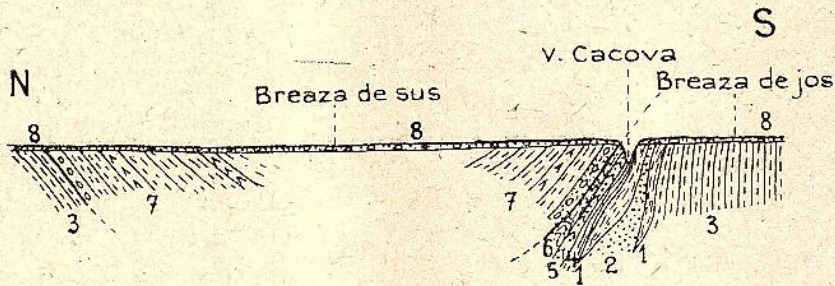 S
V. Cacova
N
Breaza de sus
Breaza de jos
8 8 8
3 7 7 3
6 14
5 1 2 1